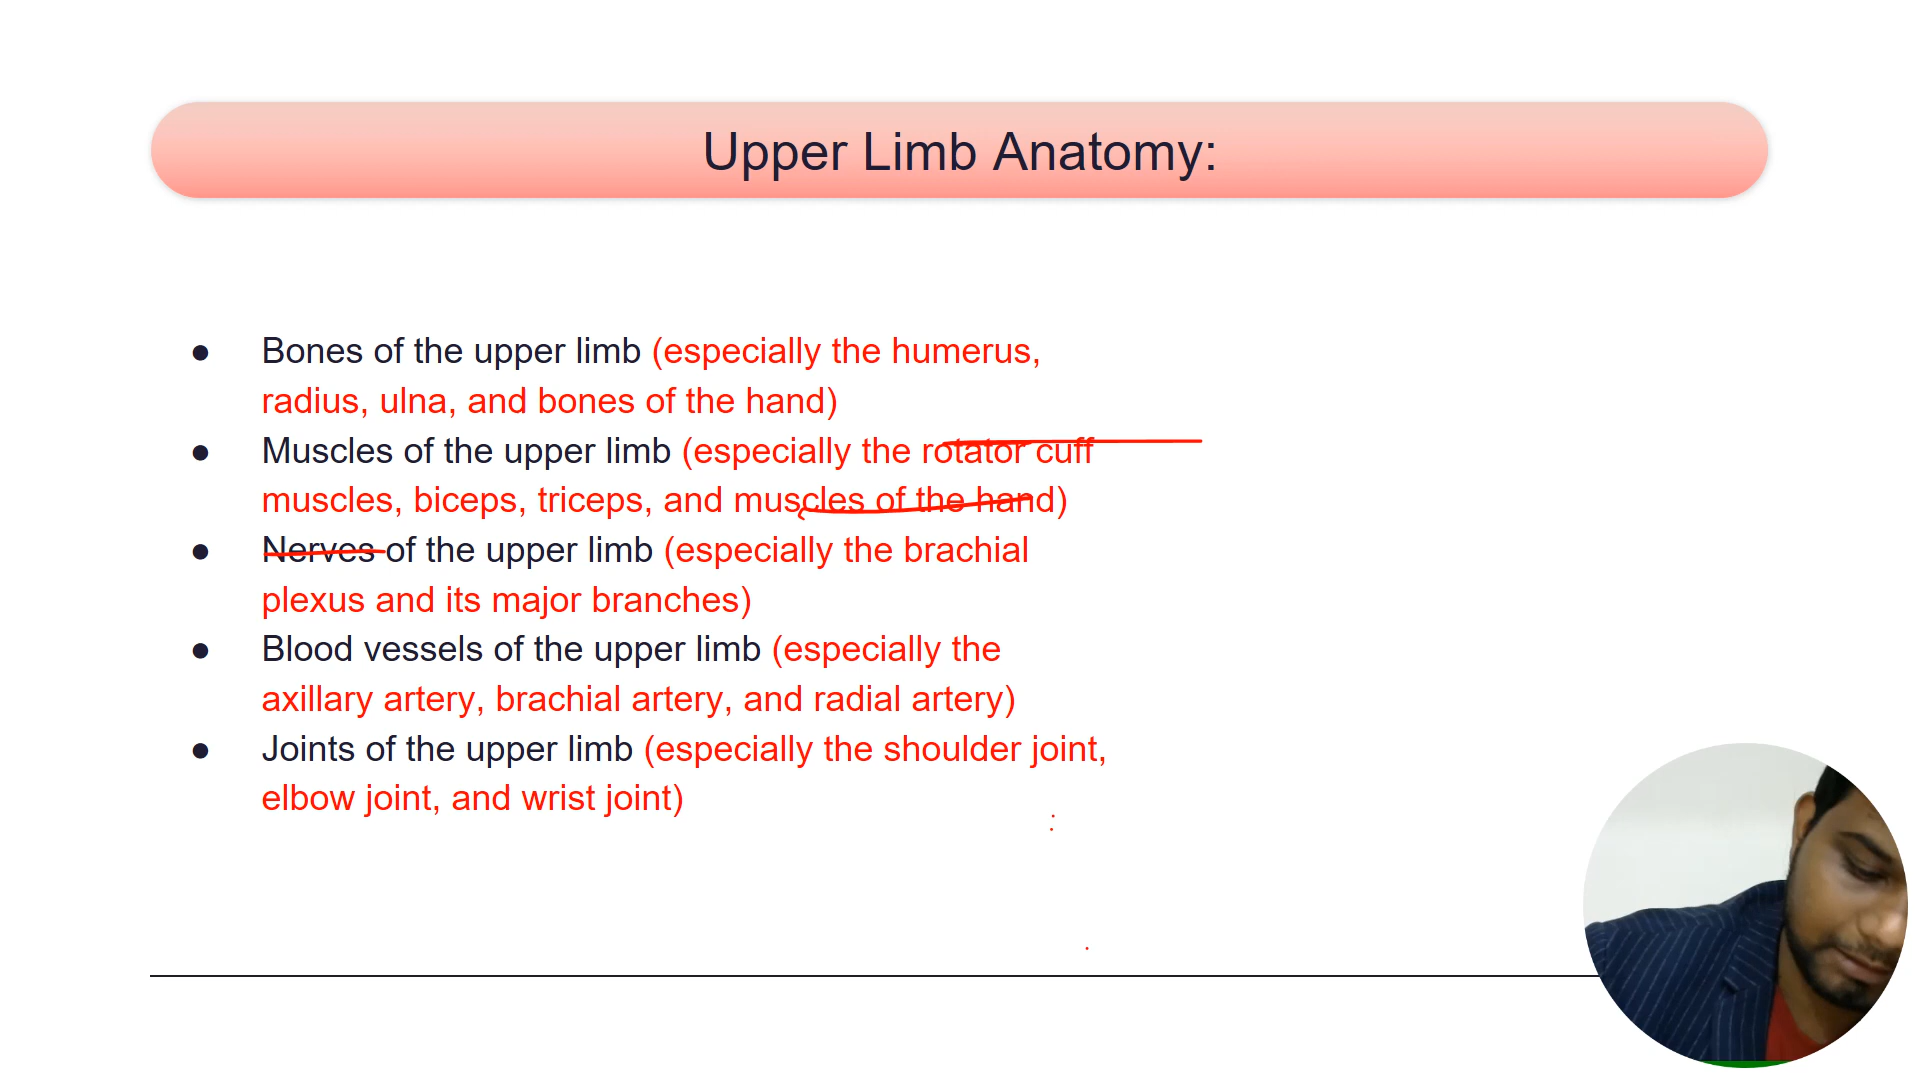 Upper Limb Anatomy:
● Bones of the upper limb (especially the humerus,
radius, ulna, and bones of the hand)
● Muscles of the upper limb (especially the rotator cuff
muscles, biceps, triceps, and muscles of the hand)
● Nerves of the upper limb (especially the brachial
plexus and its major branches)
● Blood vessels of the upper limb (especially the
axillary artery, brachial artery, and radial artery)
● Joints of the upper limb (especially the shoulder joint,
elbow joint, and wrist joint)